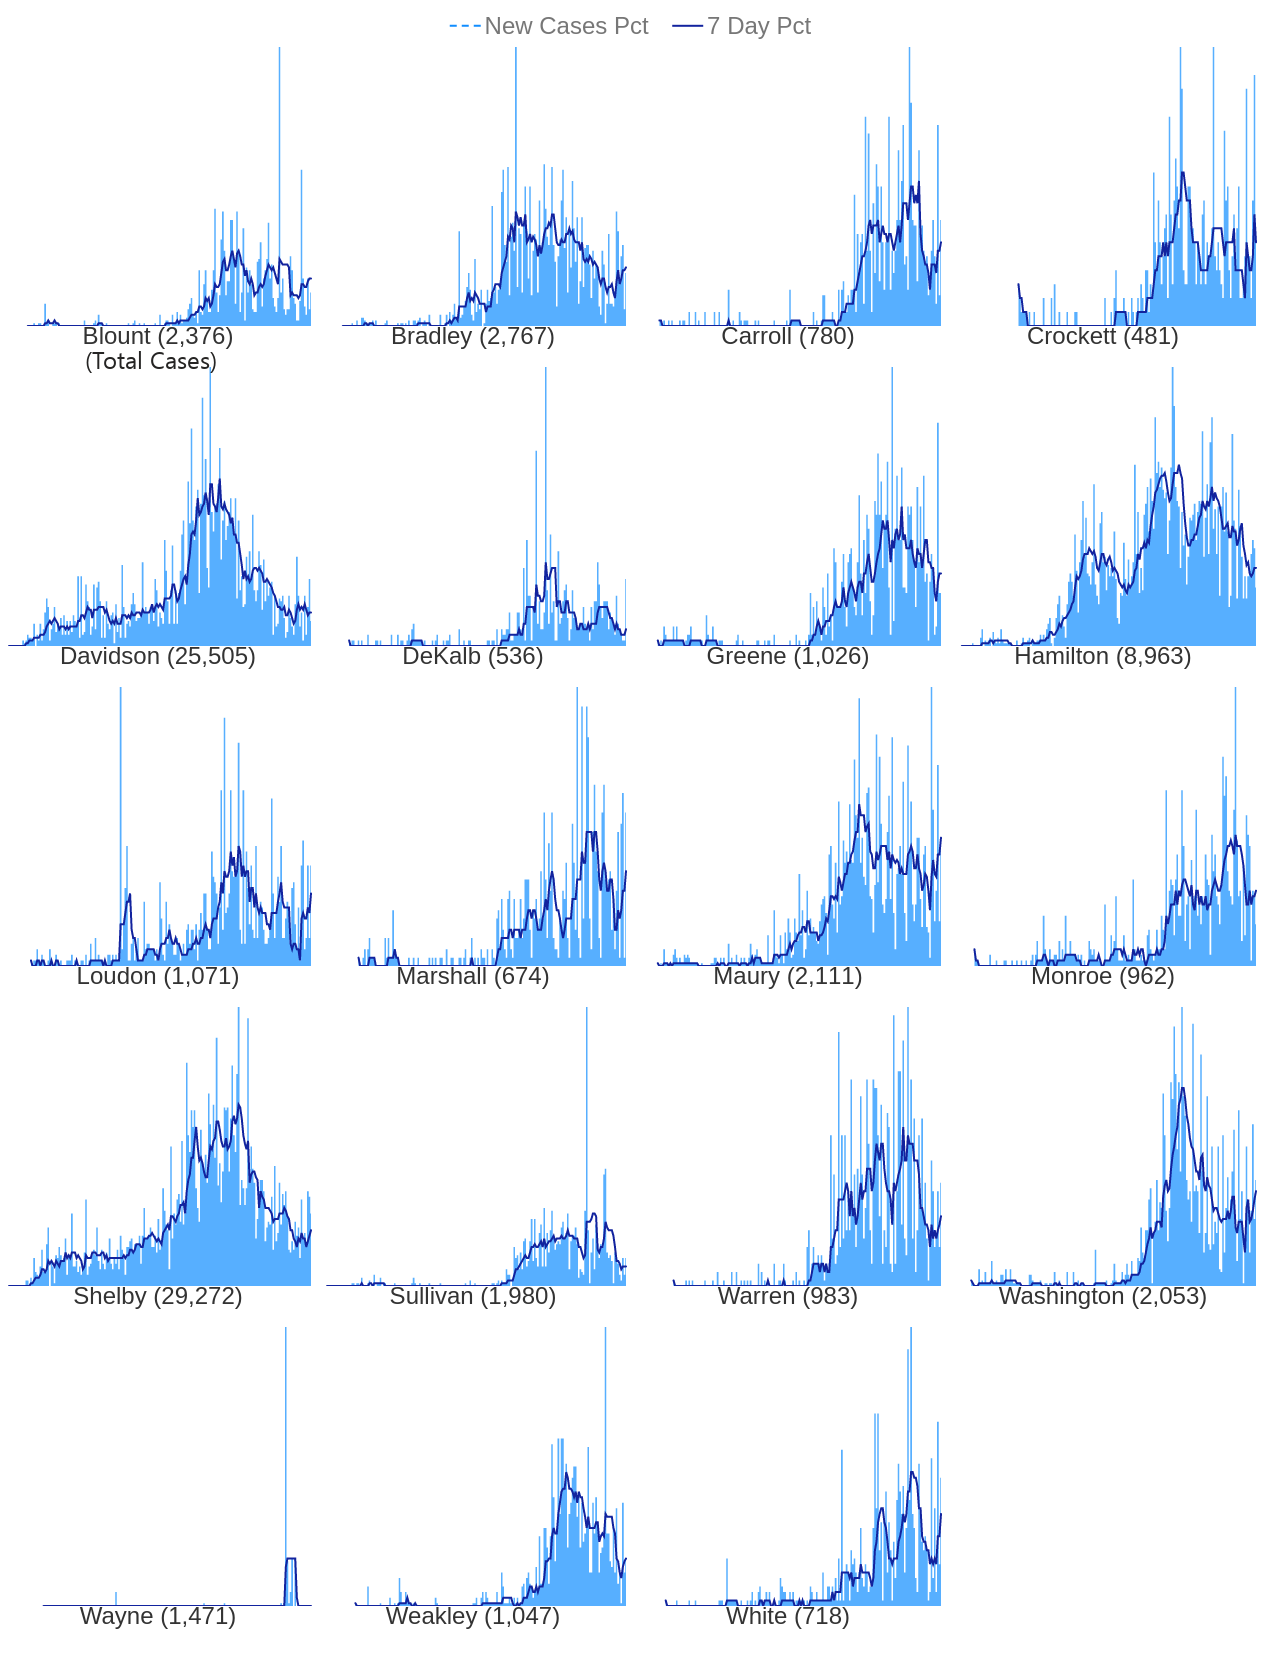 New Cases Pct 7 Day Pct
Blount (2,376) Bradley (2,767) Carroll (780) Crockett (481)
(Total Cases)
Davidson (25,505) DeKalb (536) Greene (1,026) Hamilton (8,963)
Loudon (1,071) Marshall (674) Maury (2,111) Monroe (962)
Shelby (29,272) Sullivan (1,980) Warren (983) Washington (2,053)
Wayne (1,471) Weakley (1,047) White (718)